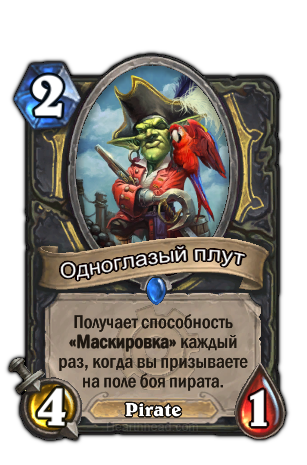 2
Одноглазый плут
Получает способность
«Маскировка» каждый
раз, когда вы призываете
на поле боя пирата.
4
Pirate
1